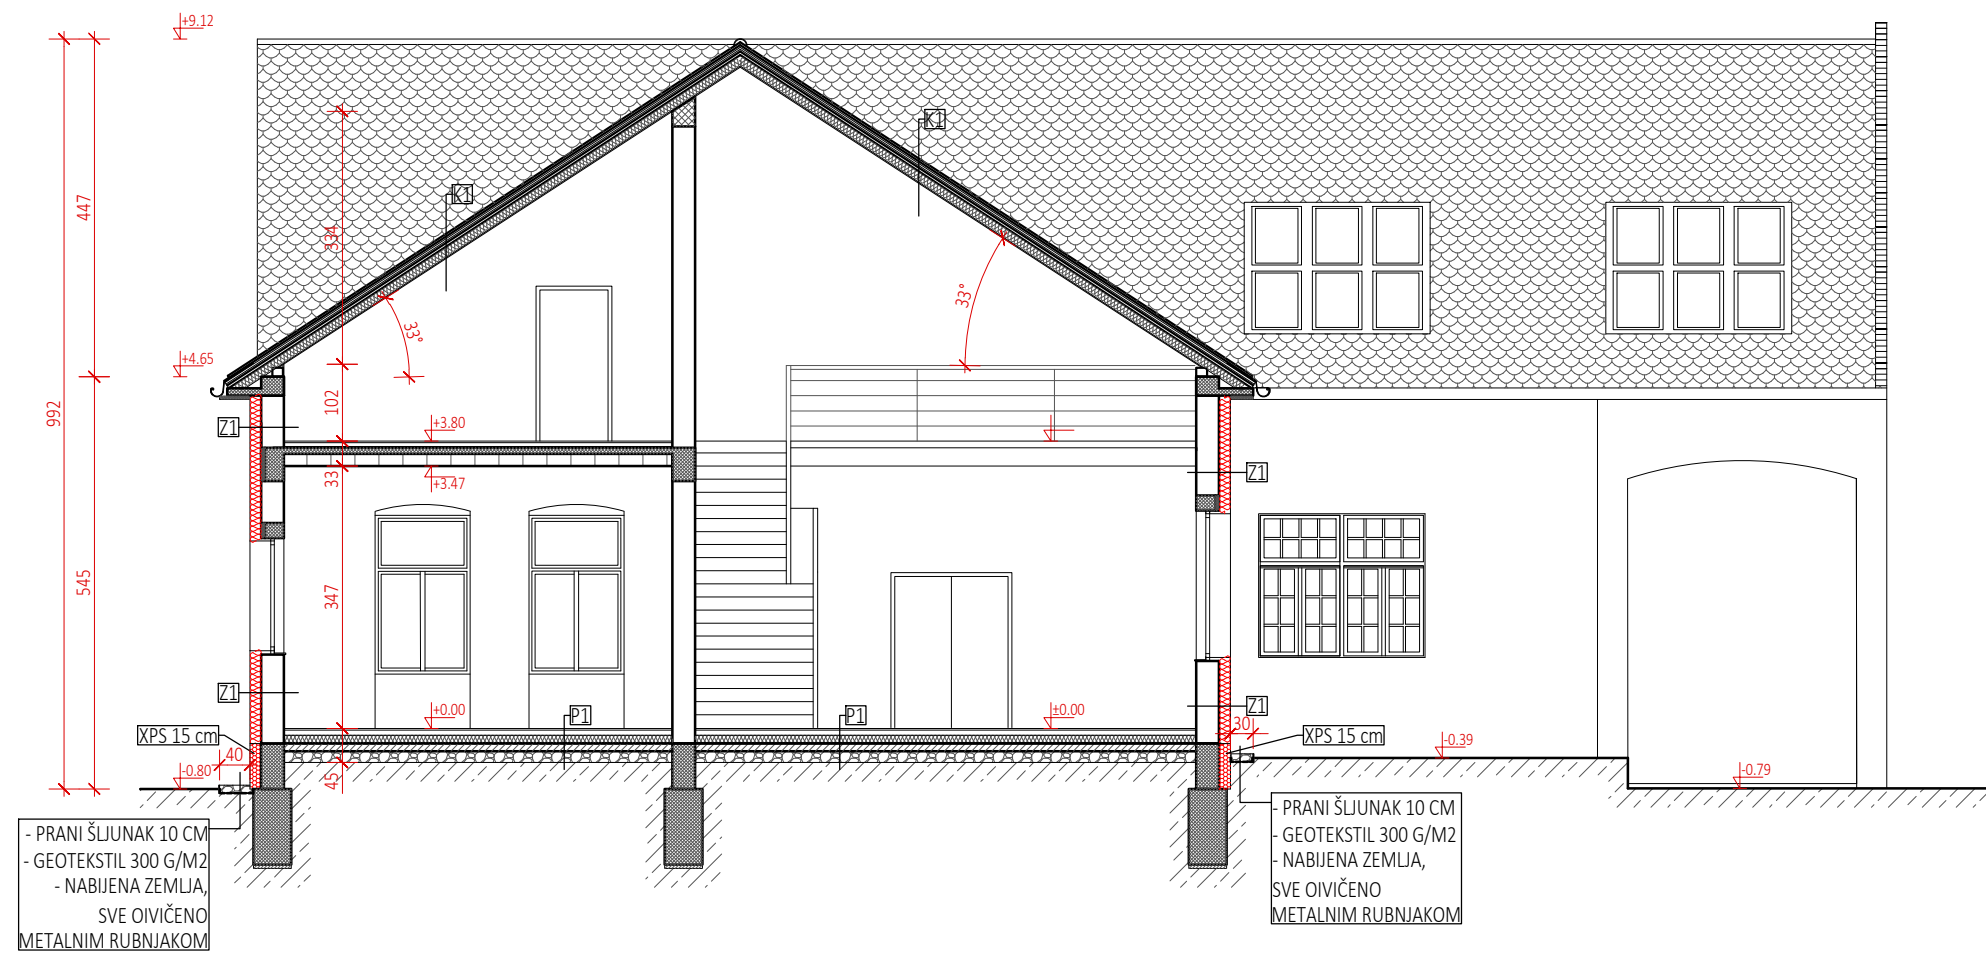 +9.12
K1
K1
447
334
33°
33°
+4.65
992
102
Z1
+3.80
33
+3.47
Z1
545
347
Z1
+0.00
P1
P1
±0.00
Z1
30
XPS 15 cm
40
XPS 15 cm
-0.39
-0.80
45
-0.79
- PRANI ŠLJUNAK 10 CM
- GEOTEKSTIL 300 G/M2
- NABIJENA ZEMLJA,
SVE OIVIČENO
METALNIM RUBNJAKOM
- PRANI ŠLJUNAK 10 CM
- GEOTEKSTIL 300 G/M2
- NABIJENA ZEMLJA,
SVE OIVIČENO
METALNIM RUBNJAKOM